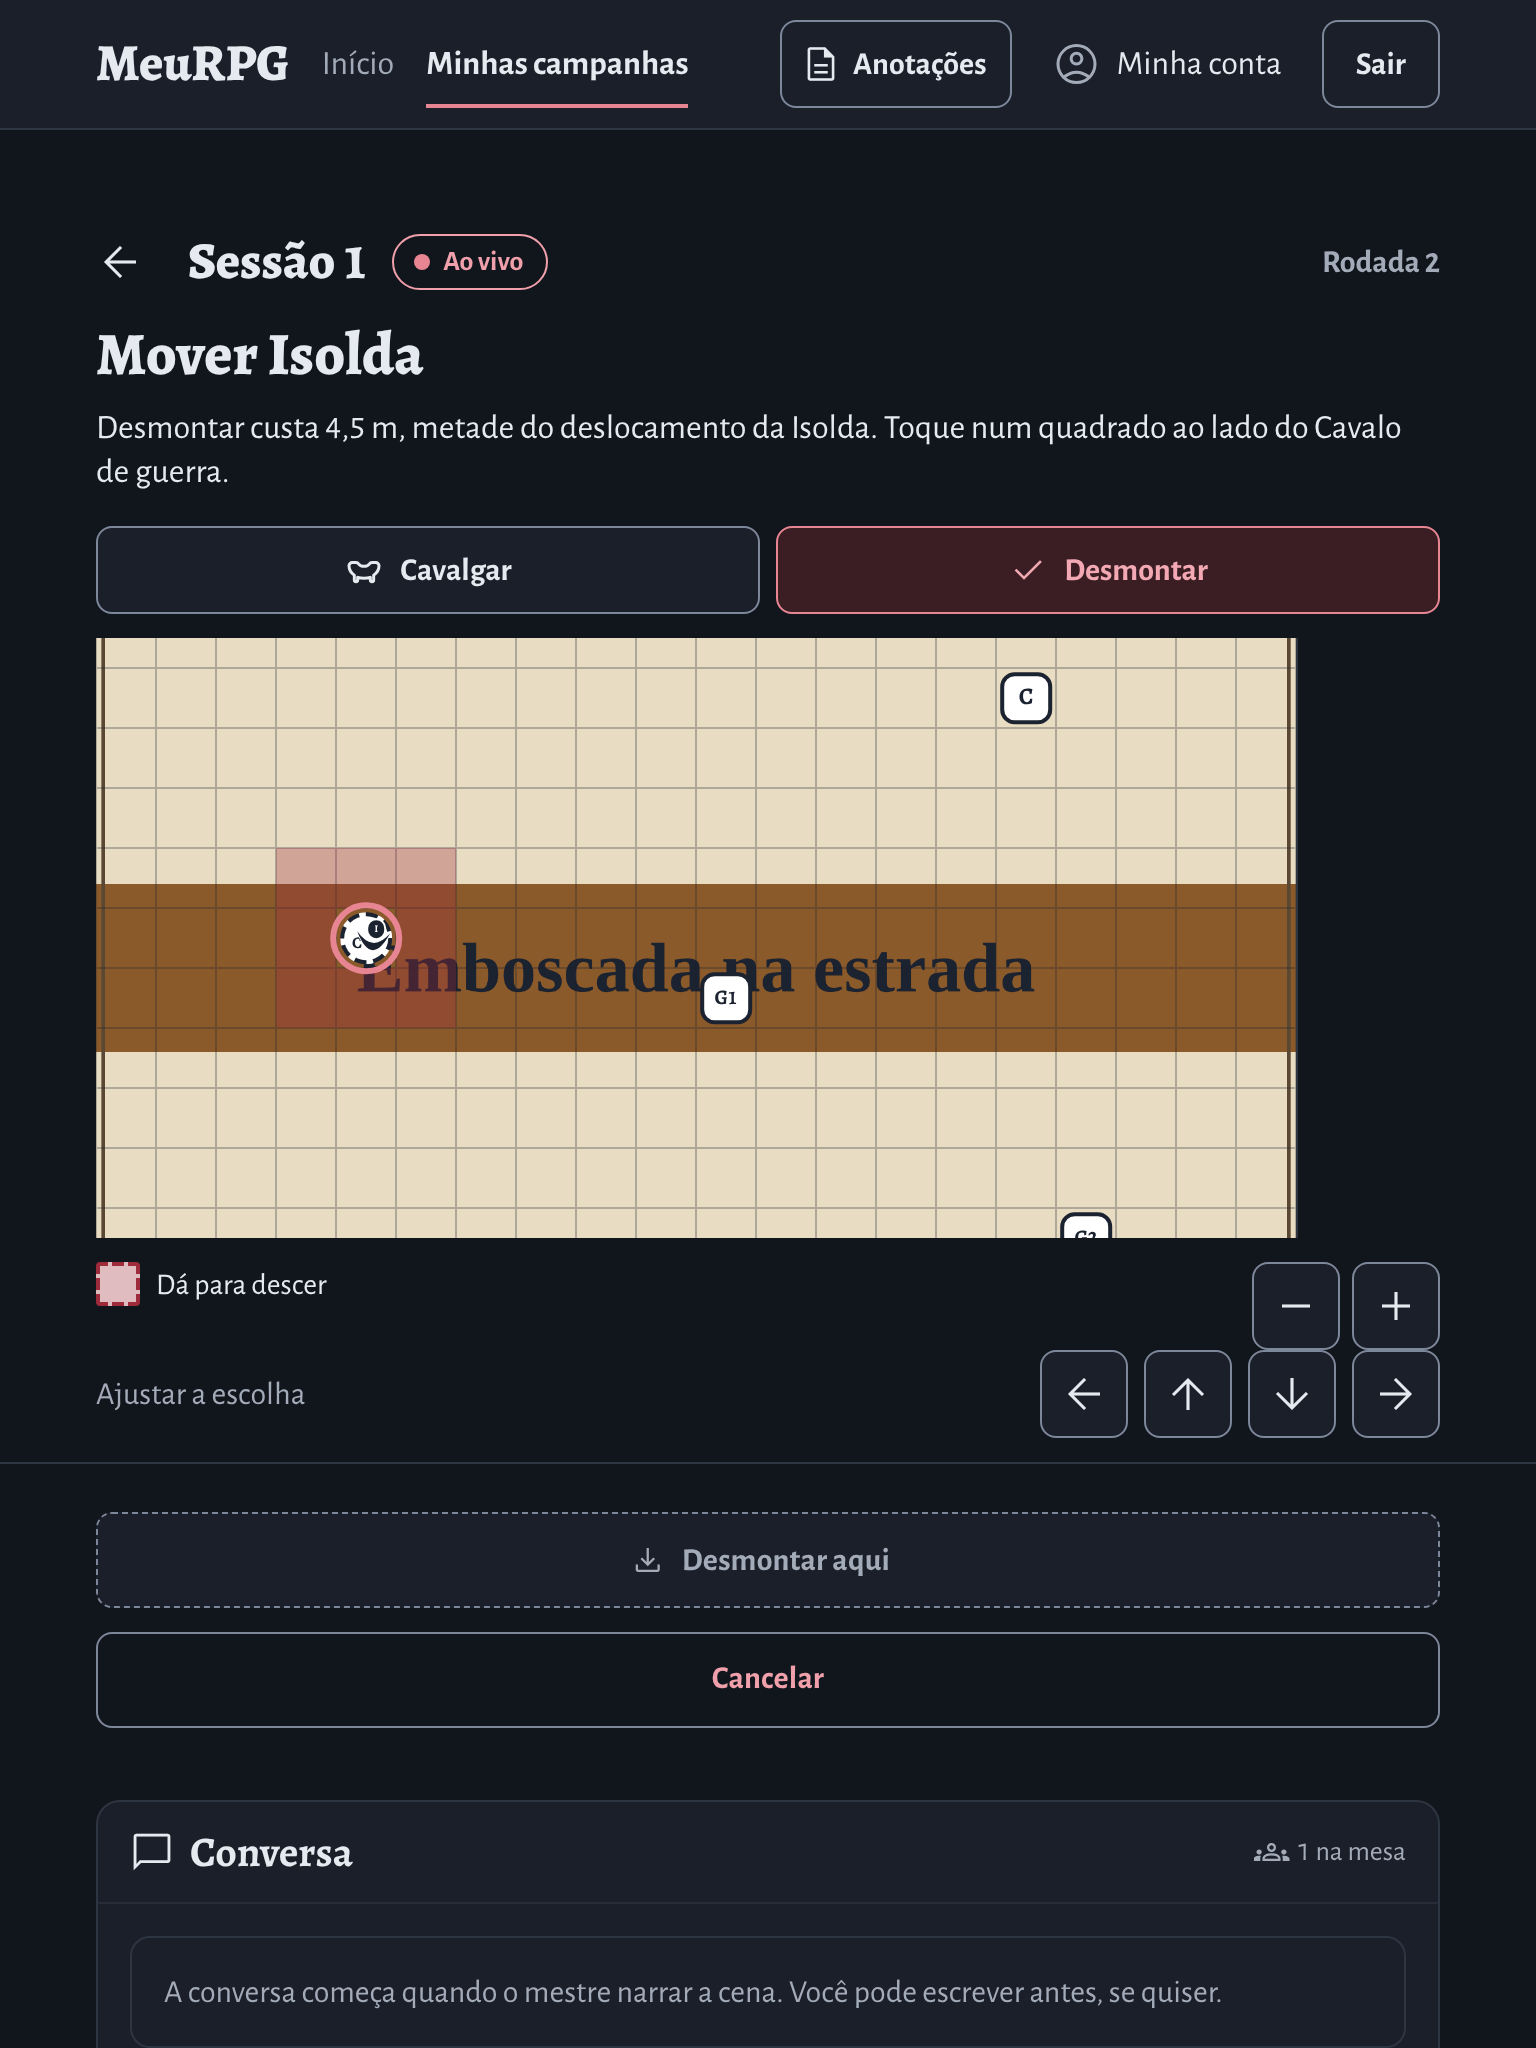 MeuRPG Início Minhas campanhas Anotações Minha conta Sair
Sessão 1 Ao vivo Rodada 2
Mover Isolda
Desmontar custa 4,5 m, metade do deslocamento da Isolda. Toque num quadrado ao lado do Cavalo
de guerra.
Cavalgar Desmontar
C
I
C
Emboscada na estrada
G1
G2
Dá para descer
Ajustar a escolha
Desmontar aqui
Cancelar
Conversa 1 na mesa
A conversa começa quando o mestre narrar a cena. Você pode escrever antes, se quiser.